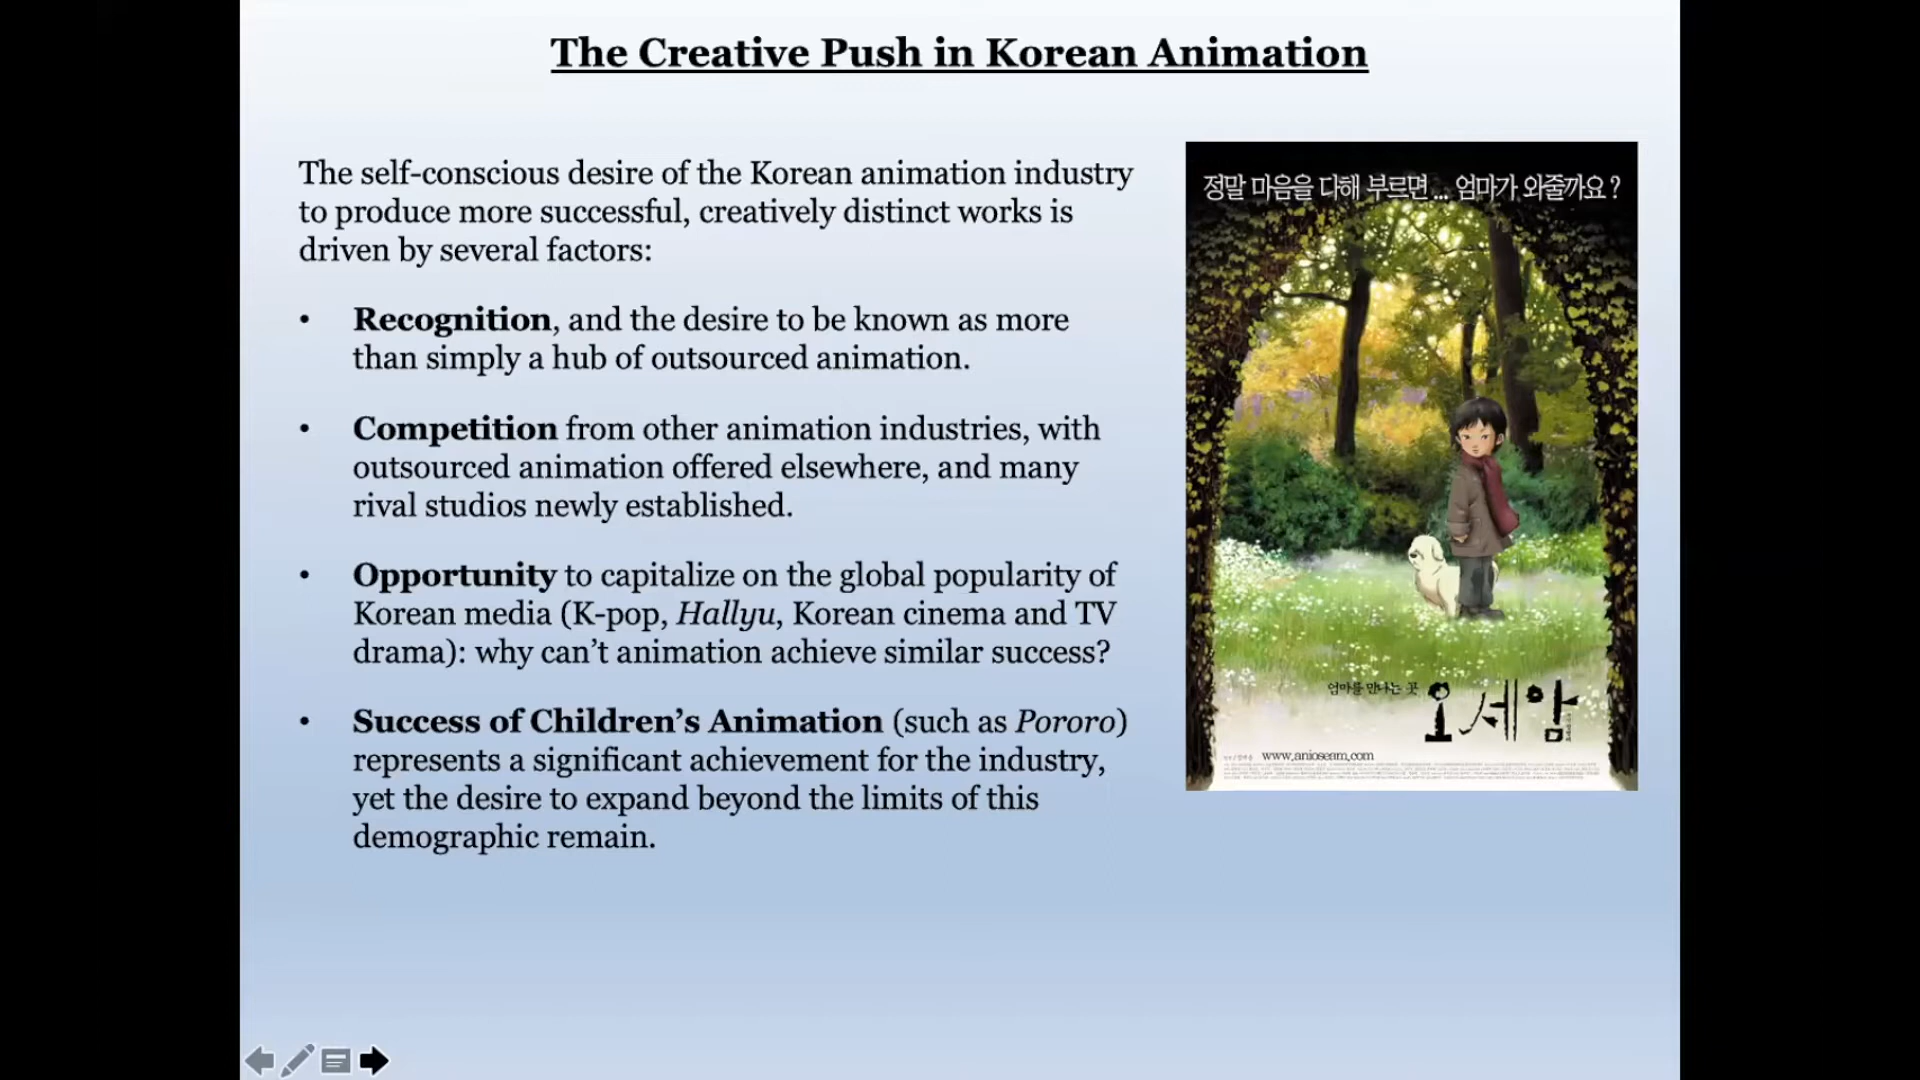 The Creative Push in Korean Animation
The self-conscious desire of the Korean animation industry
to produce more successful, creatively distinct works is
driven by several factors:
• Recognition, and the desire to be known as more
than simply a hub of outsourced animation.
• Competition from other animation industries, with
outsourced animation offered elsewhere, and many
rival studios newly established.
• Opportunity to capitalize on the global popularity of
Korean media (K-pop, Hallyu, Korean cinema and TV
drama): why can’t animation achieve similar success?
• Success of Children’s Animation (such as Pororo)
represents a significant achievement for the industry,
yet the desire to expand beyond the limits of this
demographic remain.
정말 마음을 다해 부르면... 엄마가 와줄까요?
엄마를 만나는 곳 오세암
www.anioseam.com